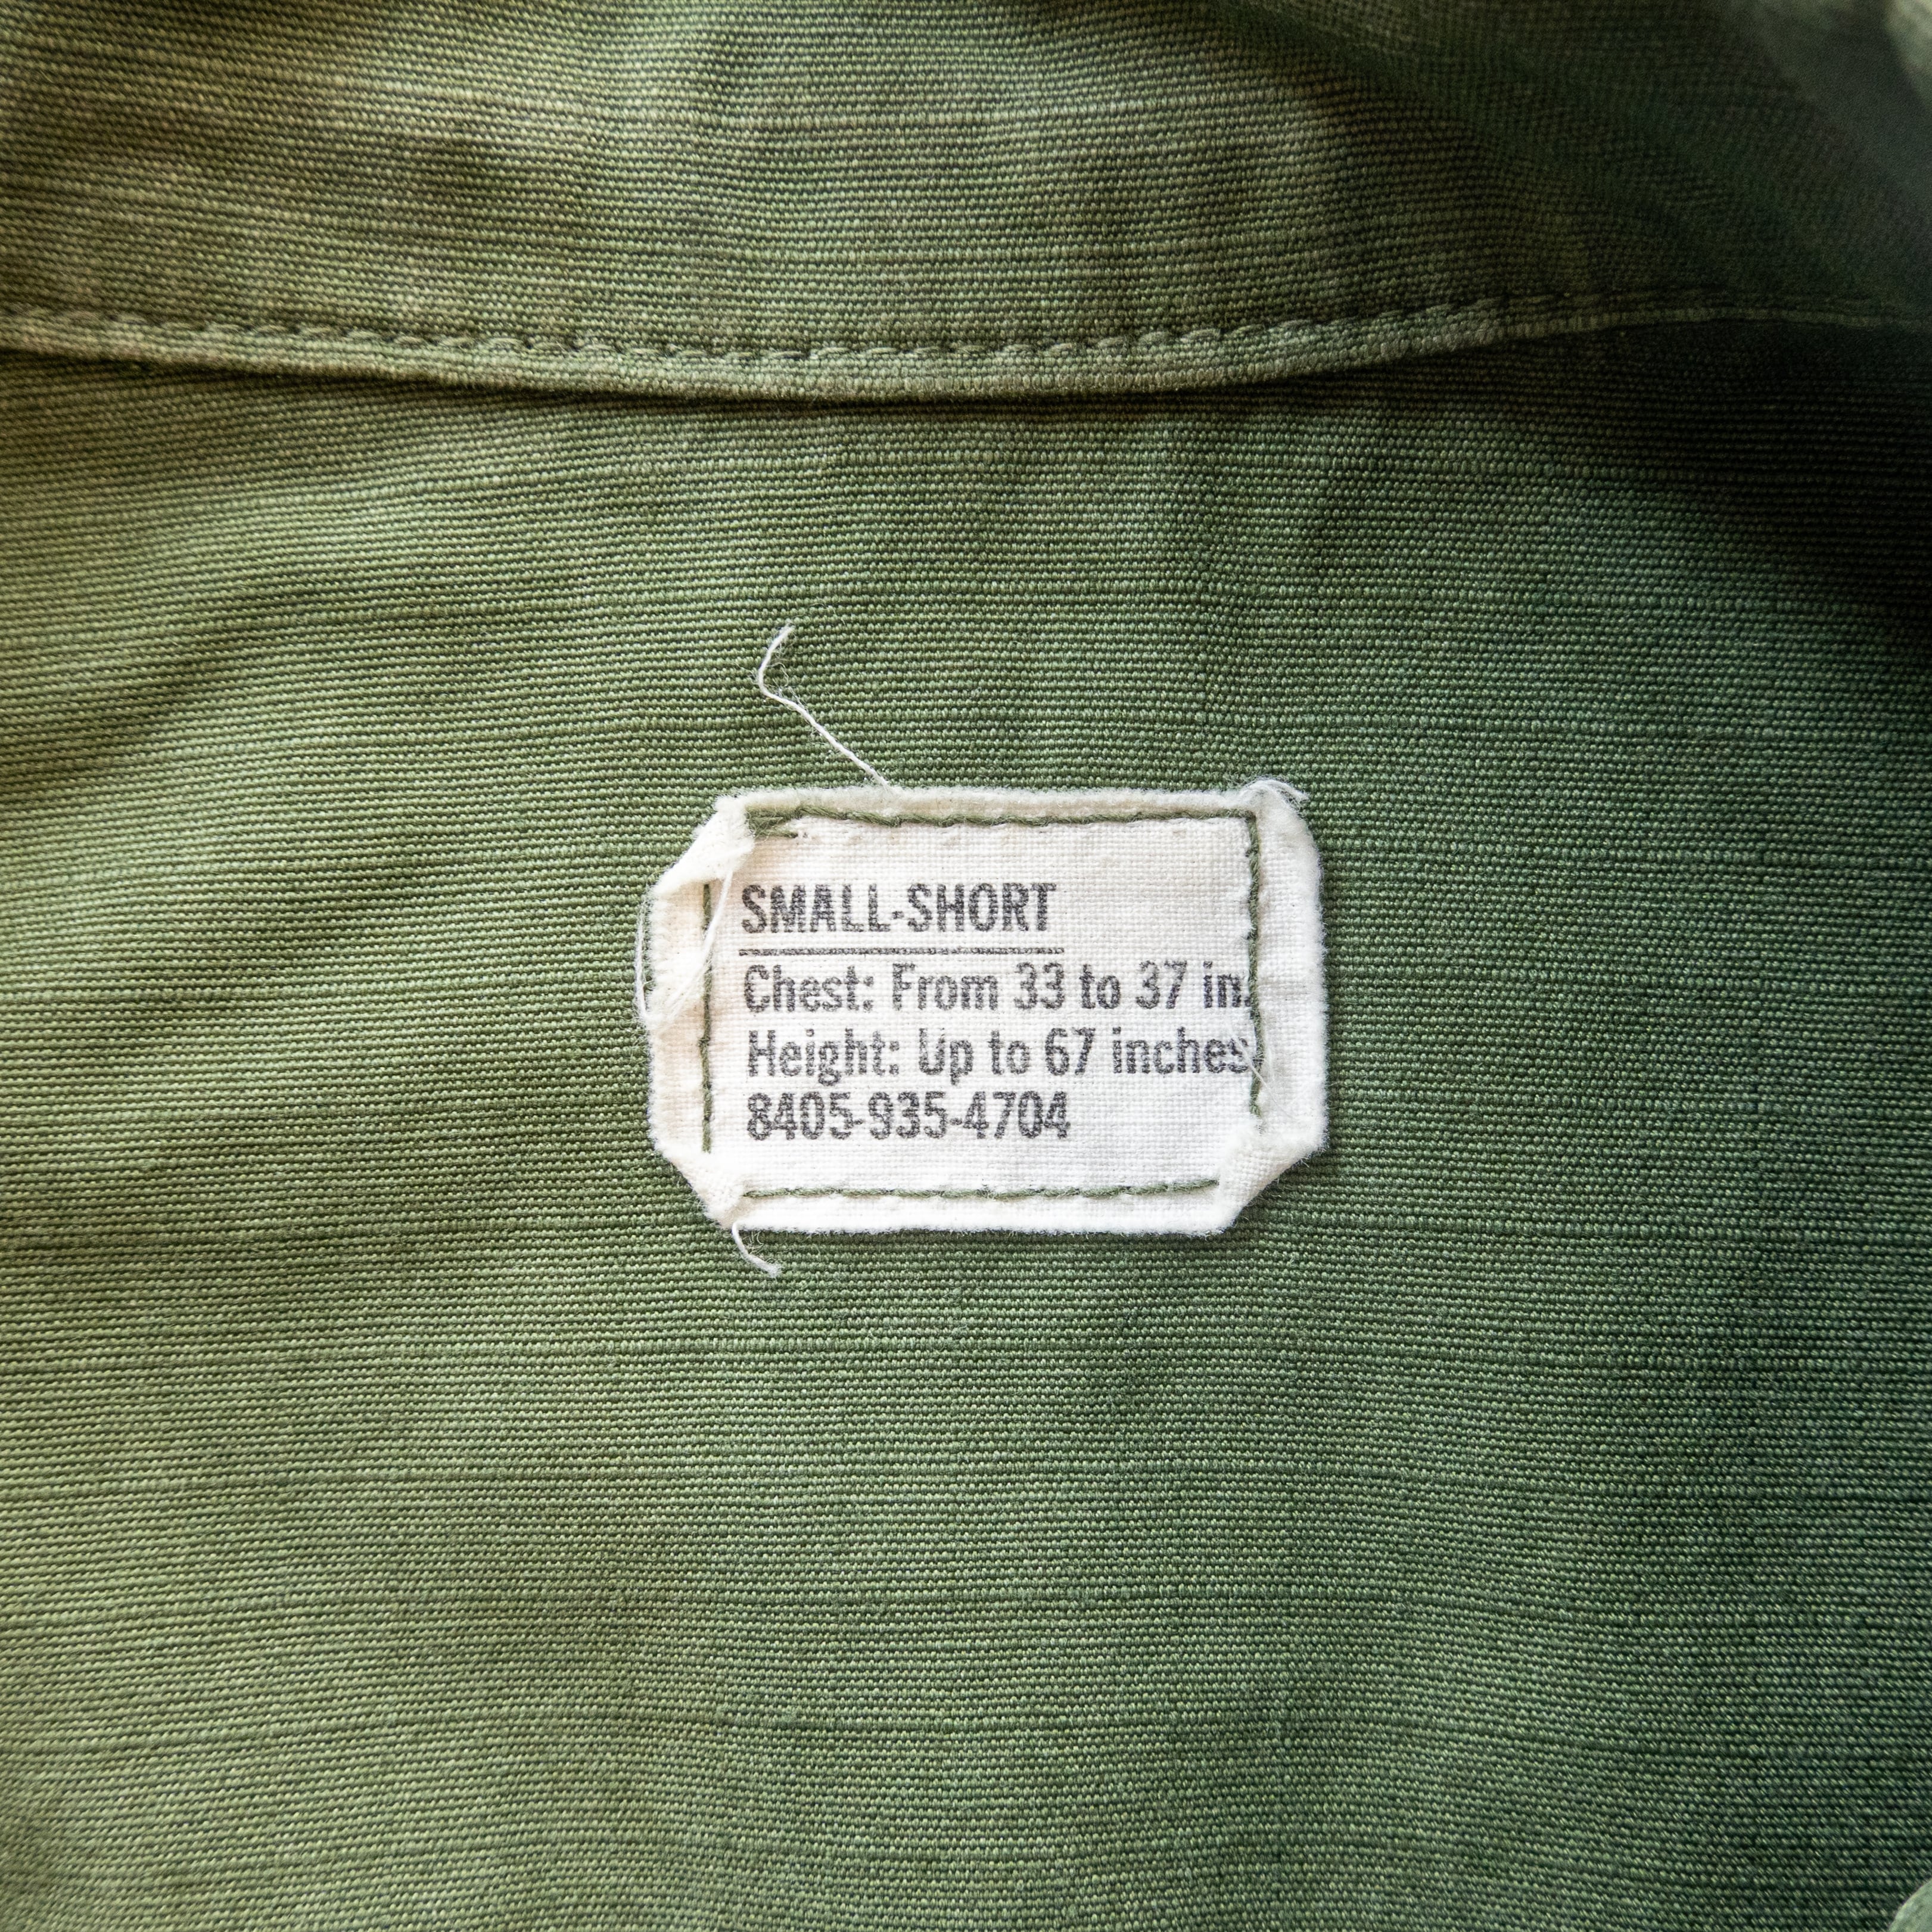 SMALL-SHORT
Chest: From 33 to 37 in.
Height: Up to 67 inches
8405-935-4704